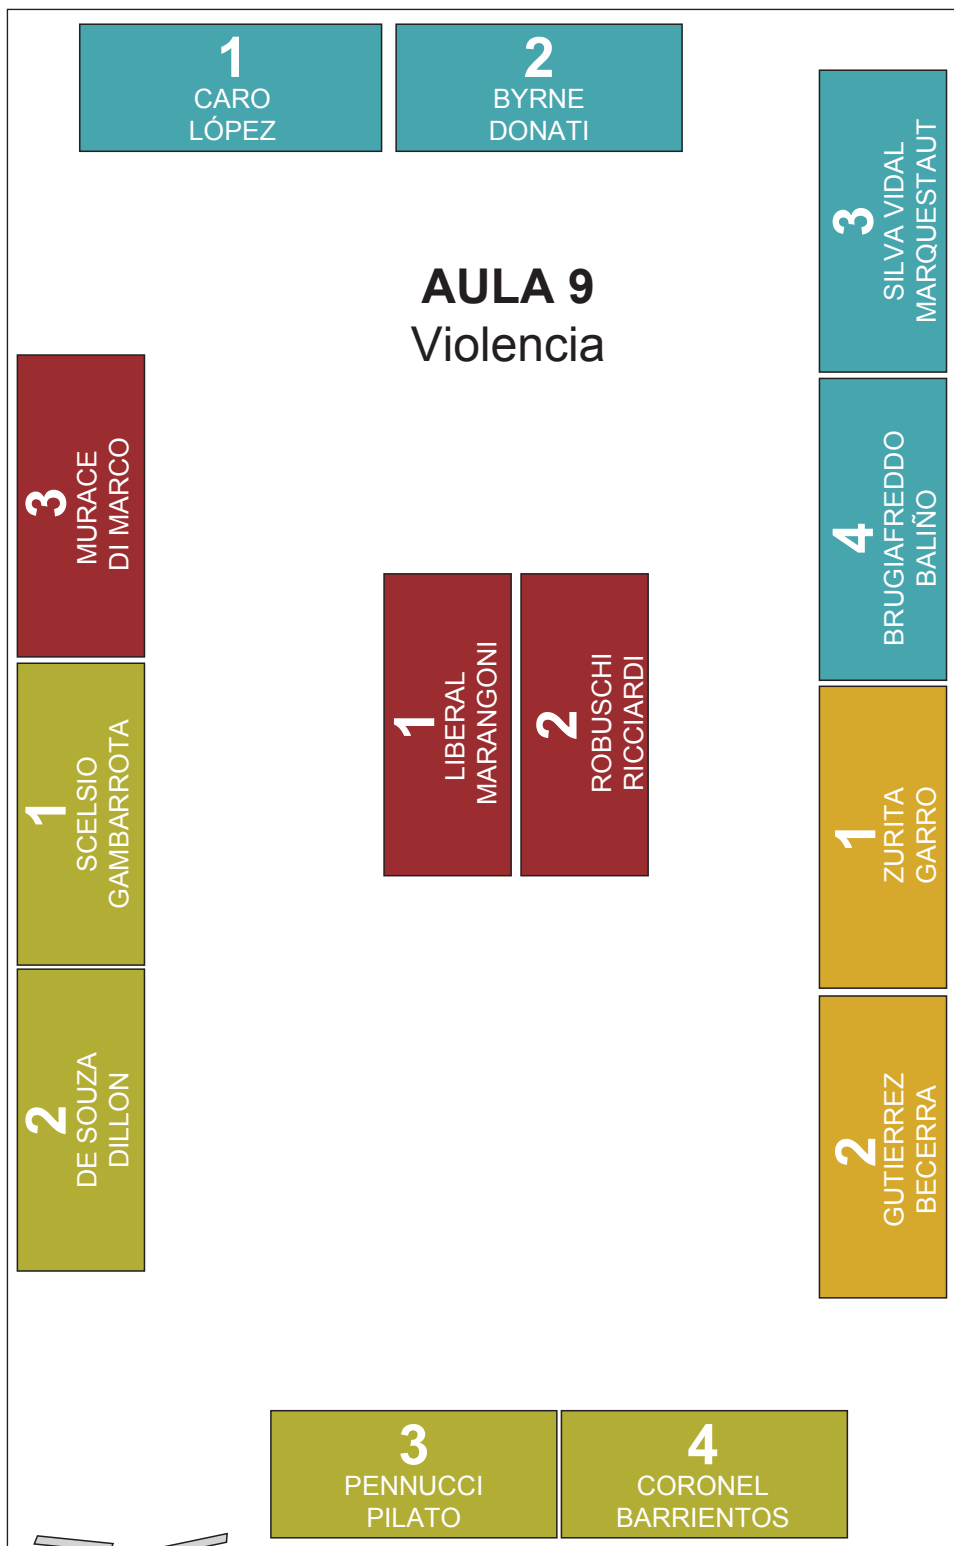 1
CARO
LÓPEZ
2
BYRNE
DONATI
3
SILVA VIDAL
MARQUESTAUT
AULA 9
Violencia
3
MURACE
DI MARCO
4
BRUGIAFREDDO
BALIÑO
1
LIBERAL
MARANGONI
2
ROBUSCHI
RICCIARDI
1
SCELSIO
GAMBARROTA
1
ZURITA
GARRO
2
DE SOUZA
DILLON
2
GUTIERREZ
BECERRA
3
PENNUCCI
PILATO
4
CORONEL
BARRIENTOS